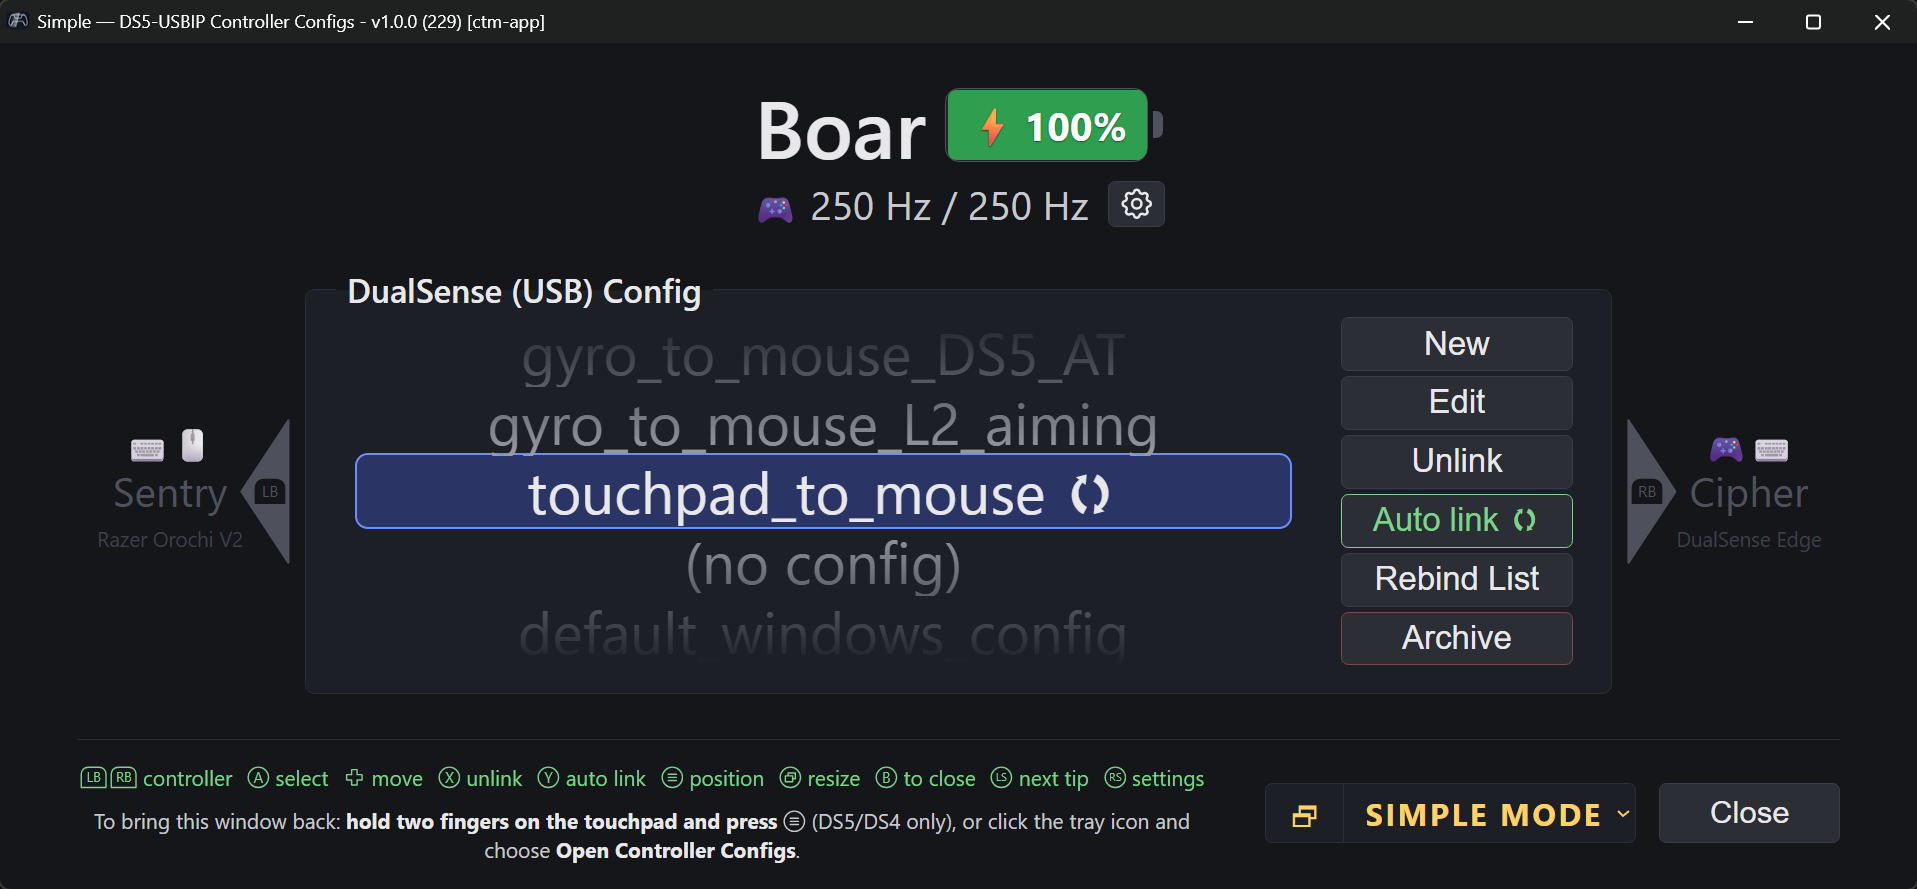 Simple — DS5-USBIP Controller Configs - v1.0.0 (229) [ctm-app]
Boar 100%
250 Hz / 250 Hz
DualSense (USB) Config
gyro_to_mouse_DS5_AT
gyro_to_mouse_L2_aiming
touchpad_to_mouse
(no config)
default_windows_config
New
Edit
Unlink
Auto link
Rebind List
Archive
Sentry LB
Razer Orochi V2
RB Cipher
DualSense Edge
LB RB controller A select move X unlink Y auto link position resize B to close LS next tip RS settings
To bring this window back: hold two fingers on the touchpad and press (DS5/DS4 only), or click the tray icon and
choose Open Controller Configs.
SIMPLE MODE
Close